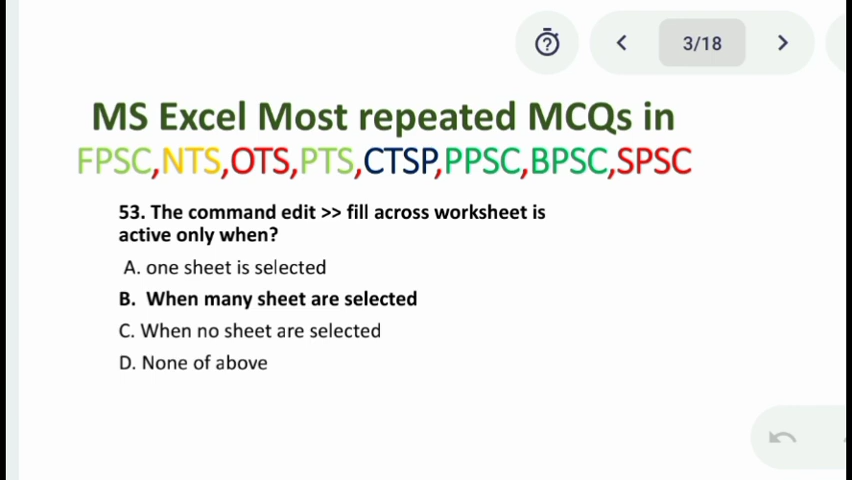 3/18
MS Excel Most repeated MCQs in
FPSC,NTS,OTS,PTS,CTSP,PPSC,BPSC,SPSC
53. The command edit >> fill across worksheet is
active only when?
A. one sheet is selected
B. When many sheet are selected
C. When no sheet are selected
D. None of above